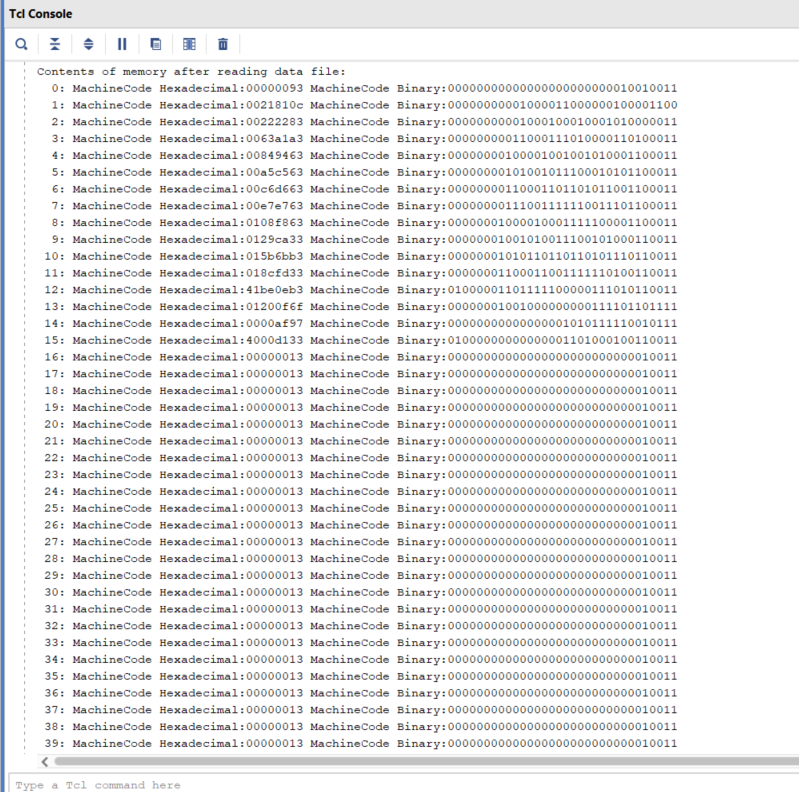 Tcl Console
Contents of memory after reading data file:
0: MachineCode Hexadecimal:00000093 MachineCode Binary:00000000000000000000000010010011
1: MachineCode Hexadecimal:0021810c MachineCode Binary:00000000001000011000000100001100
2: MachineCode Hexadecimal:00222283 MachineCode Binary:00000000001000100010001010000011
3: MachineCode Hexadecimal:0063a1a3 MachineCode Binary:00000000011000111010000110100011
4: MachineCode Hexadecimal:00849463 MachineCode Binary:00000000100001001001010001100011
5: MachineCode Hexadecimal:00a5c563 MachineCode Binary:00000000101001011100010101100011
6: MachineCode Hexadecimal:00c6d663 MachineCode Binary:00000000110001101101011001100011
7: MachineCode Hexadecimal:00e7e763 MachineCode Binary:00000000111001111110011101100011
8: MachineCode Hexadecimal:0108f863 MachineCode Binary:00000001000010001111100001100011
9: MachineCode Hexadecimal:0129ca33 MachineCode Binary:00000001001010011100101000110011
10: MachineCode Hexadecimal:015b6bb3 MachineCode Binary:00000001010110110110101110110011
11: MachineCode Hexadecimal:018cfd33 MachineCode Binary:00000001100011001111110100110011
12: MachineCode Hexadecimal:41be0eb3 MachineCode Binary:01000001101111100000111010110011
13: MachineCode Hexadecimal:01200f6f MachineCode Binary:00000001001000000000111101101111
14: MachineCode Hexadecimal:0000af97 MachineCode Binary:00000000000000001010111110010111
15: MachineCode Hexadecimal:4000d133 MachineCode Binary:01000000000000001101000100110011
16: MachineCode Hexadecimal:00000013 MachineCode Binary:00000000000000000000000000010011
17: MachineCode Hexadecimal:00000013 MachineCode Binary:00000000000000000000000000010011
18: MachineCode Hexadecimal:00000013 MachineCode Binary:00000000000000000000000000010011
19: MachineCode Hexadecimal:00000013 MachineCode Binary:00000000000000000000000000010011
20: MachineCode Hexadecimal:00000013 MachineCode Binary:00000000000000000000000000010011
21: MachineCode Hexadecimal:00000013 MachineCode Binary:00000000000000000000000000010011
22: MachineCode Hexadecimal:00000013 MachineCode Binary:00000000000000000000000000010011
23: MachineCode Hexadecimal:00000013 MachineCode Binary:00000000000000000000000000010011
24: MachineCode Hexadecimal:00000013 MachineCode Binary:00000000000000000000000000010011
25: MachineCode Hexadecimal:00000013 MachineCode Binary:00000000000000000000000000010011
26: MachineCode Hexadecimal:00000013 MachineCode Binary:00000000000000000000000000010011
27: MachineCode Hexadecimal:00000013 MachineCode Binary:00000000000000000000000000010011
28: MachineCode Hexadecimal:00000013 MachineCode Binary:00000000000000000000000000010011
29: MachineCode Hexadecimal:00000013 MachineCode Binary:00000000000000000000000000010011
30: MachineCode Hexadecimal:00000013 MachineCode Binary:00000000000000000000000000010011
31: MachineCode Hexadecimal:00000013 MachineCode Binary:00000000000000000000000000010011
32: MachineCode Hexadecimal:00000013 MachineCode Binary:00000000000000000000000000010011
33: MachineCode Hexadecimal:00000013 MachineCode Binary:00000000000000000000000000010011
34: MachineCode Hexadecimal:00000013 MachineCode Binary:00000000000000000000000000010011
35: MachineCode Hexadecimal:00000013 MachineCode Binary:00000000000000000000000000010011
36: MachineCode Hexadecimal:00000013 MachineCode Binary:00000000000000000000000000010011
37: MachineCode Hexadecimal:00000013 MachineCode Binary:00000000000000000000000000010011
38: MachineCode Hexadecimal:00000013 MachineCode Binary:00000000000000000000000000010011
39: MachineCode Hexadecimal:00000013 MachineCode Binary:00000000000000000000000000010011
Type a Tcl command here